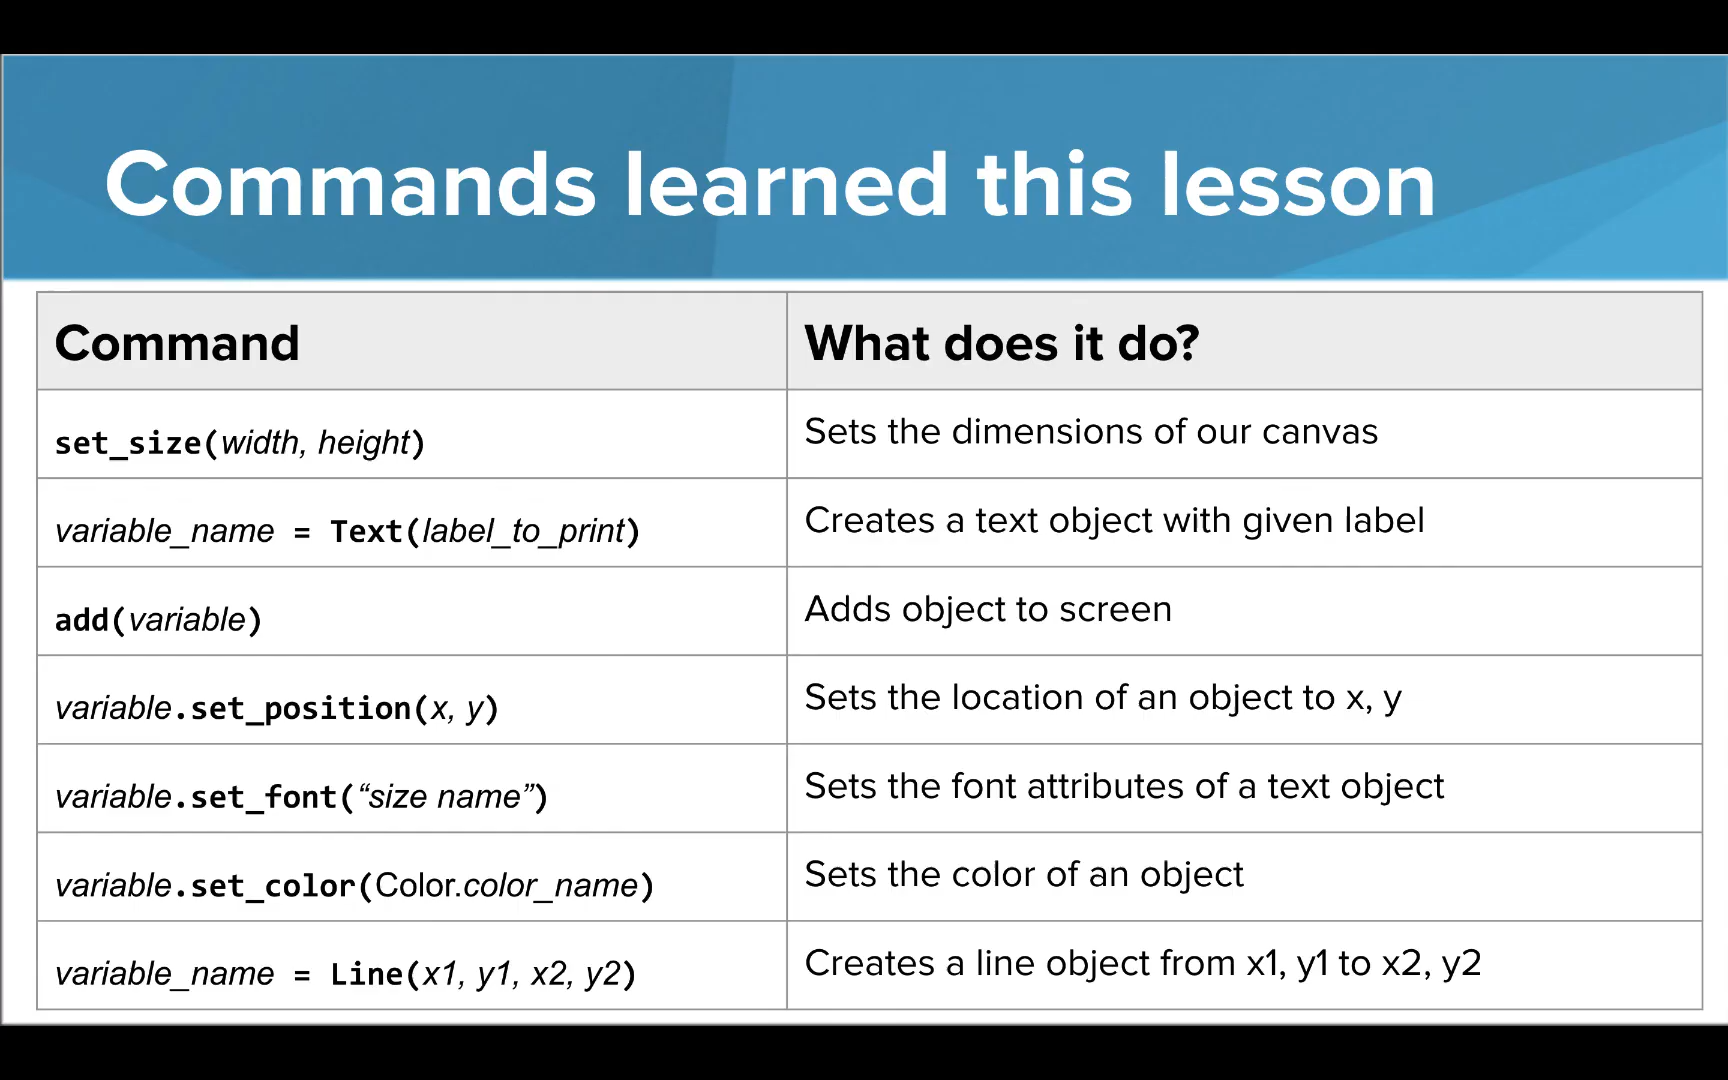 Commands learned this lesson
Command
What does it do?
set_size(width, height)
Sets the dimensions of our canvas
variable_name = Text(label_to_print)
Creates a text object with given label
add(variable)
Adds object to screen
variable.set_position(x, y)
Sets the location of an object to x, y
variable.set_font(“size name”)
Sets the font attributes of a text object
variable.set_color(Color.color_name)
Sets the color of an object
variable_name = Line(x1, y1, x2, y2)
Creates a line object from x1, y1 to x2, y2